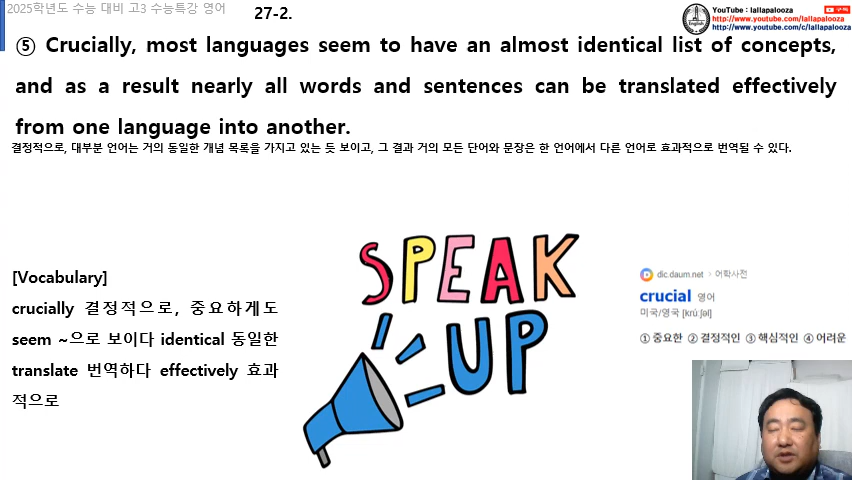 2025학년도 수능 대비 고3 수능특강 영어
27-2.
YouTube : lallapalooza
구독
http://www.youtube.com/lallapalooza
http://www.youtube.com/c/lallapalooza
⑤ Crucially, most languages seem to have an almost identical list of concepts,
and as a result nearly all words and sentences can be translated effectively
from one language into another.
결정적으로, 대부분 언어는 거의 동일한 개념 목록을 가지고 있는 듯 보이고, 그 결과 거의 모든 단어와 문장은 한 언어에서 다른 언어로 효과적으로 번역될 수 있다.
[Vocabulary]
crucially 결정적으로, 중요하게도
seem ~으로 보이다 identical 동일한
translate 번역하다 effectively 효과
적으로
SPEAK
UP
dic.daum.net › 어학사전
crucial 영어
미국/영국 [krúːʃəl]
① 중요한 ② 결정적인 ③ 핵심적인 ④ 어려운